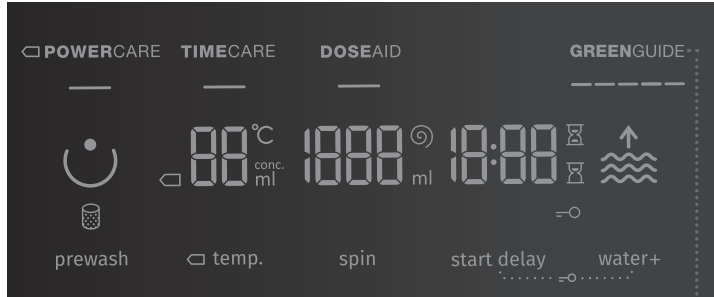 POWERCARE TIMECARE DOSEAID GREENGUIDE
88 °C 1888 18:88
conc.
ml ml
prewash temp. spin start delay water+